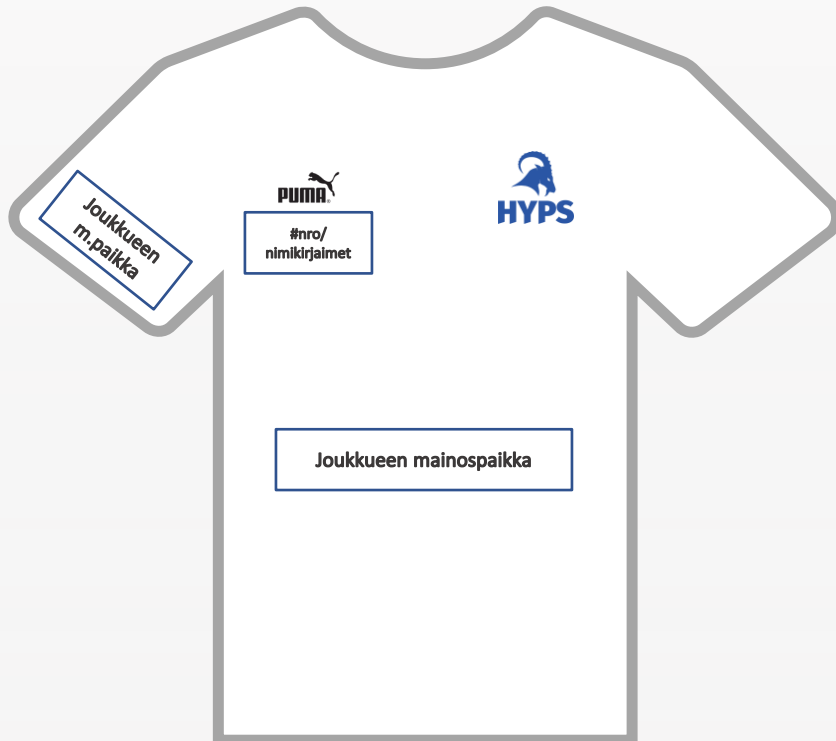 Joukkueen
m.paikka
PUMA®
#nro/
nimikirjaimet
HYPS
Joukkueen mainospaikka